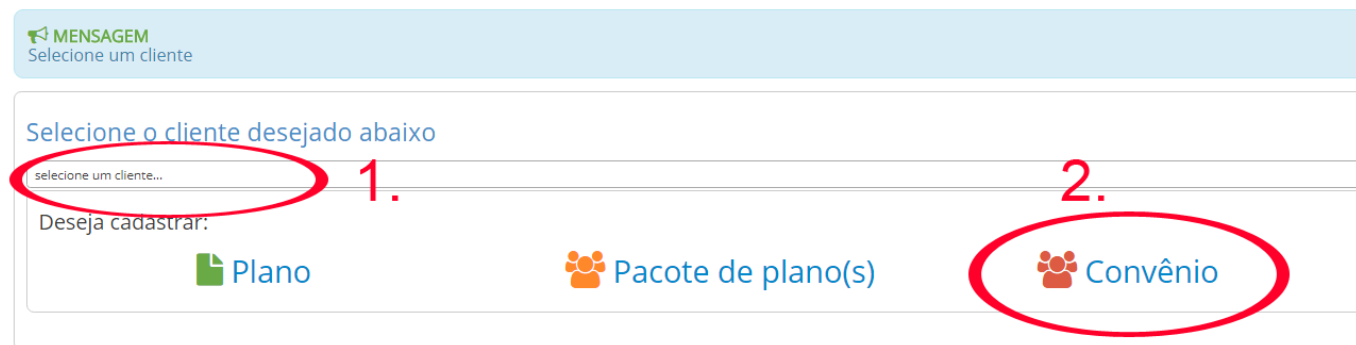 MENSAGEM
Selecione um cliente
Selecione o cliente desejado abaixo
selecione um cliente...
1.
2.
Deseja cadastrar:
Plano
Pacote de plano(s)
Convênio